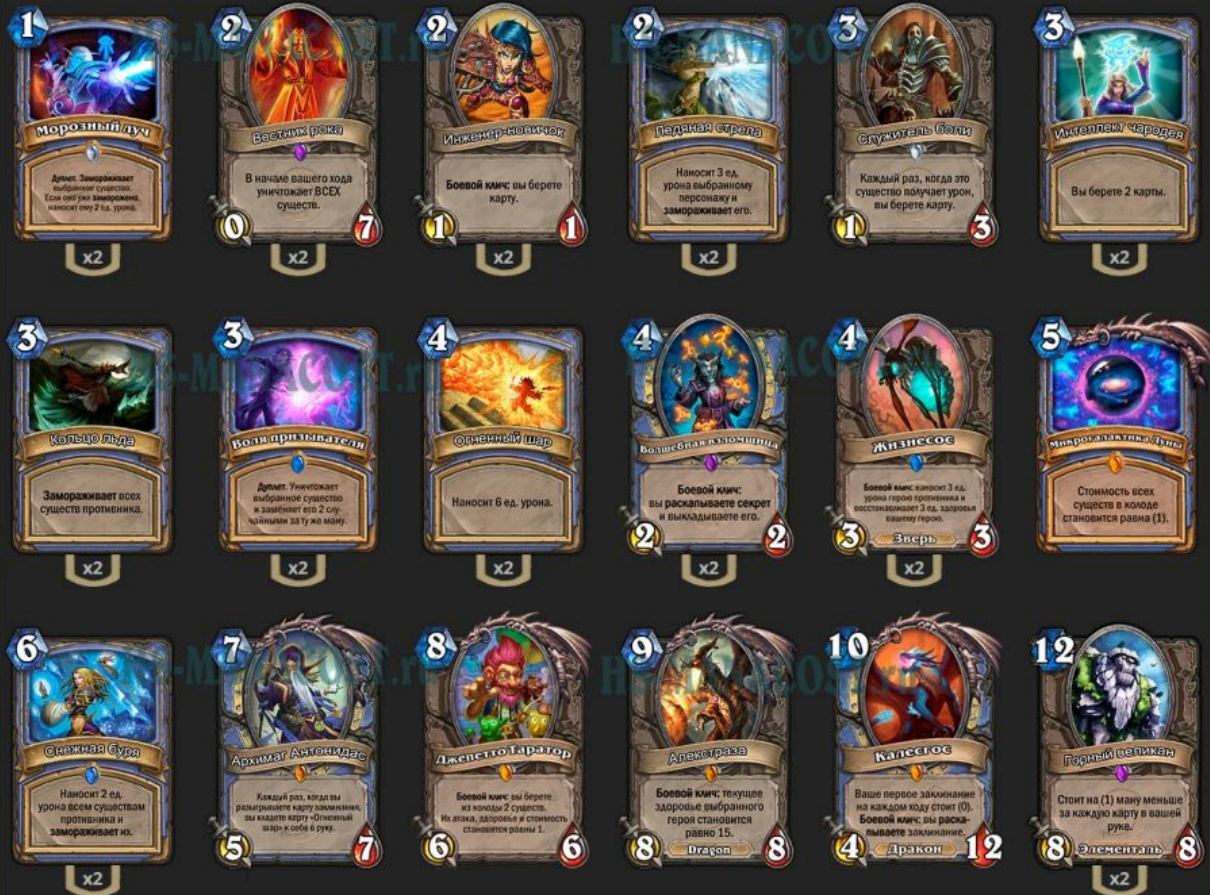 1
Морозный луч
Дуплет. Замораживает
выбранное существо.
Если оно уже заморожено,
наносит ему 2 ед. урона.
x2
2
Вестник рока
В начале вашего хода
уничтожает ВСЕХ
существ.
0
7
x2
2
Инженер-новичок
Боевой клич: вы берете
карту.
1
1
x2
2
Ледяная стрела
Наносит 3 ед.
урона выбранному
персонажу и
замораживает его.
x2
3
Служитель боли
Каждый раз, когда это
существо получает урон,
вы берете карту.
1
3
3
Интеллект чародея
Вы берете 2 карты.
x2
3
Кольцо льда
Замораживает всех
существ противника.
x2
3
Воля призывателя
Дуплет. Уничтожает
выбранное существо
и заменяет его 2 слу-
чайными за ту же ману.
x2
4
Огненный шар
Наносит 6 ед. урона.
x2
4
Волшебная взломщица
Боевой клич:
вы раскапываете секрет
и выкладываете его.
2
2
x2
4
Жизнесос
Боевой клич: наносит 3 ед.
урона герою противника и
восстанавливает 3 ед. здоровья
вашему герою.
3
Зверь
3
x2
5
Микрогалактика Луны
Стоимость всех
существ в колоде
становится равна (1).
6
Снежная буря
Наносит 2 ед.
урона всем существам
противника и
замораживает их.
x2
7
Архимаг Антонидас
Каждый раз, когда вы
разыгрываете карту заклинания,
вы кладете карту «Огненный
шар» к себе в руку.
5
7
8
Джепетто Таратор
Боевой клич: вы берете
из колоды 2 существ.
Их атака, здоровье и стоимость
становятся равны 1.
6
6
9
Алекстраза
Боевой клич: текущее
здоровье выбранного
героя становится
равно 15.
8
Dragon
8
10
Калесгос
Ваше первое заклинание
на каждом ходу стоит (0).
Боевой клич: вы раска-
пываете заклинание.
4
Дракон
12
12
Горный великан
Стоит на (1) ману меньше
за каждую карту в вашей
руке.
8
Элементаль
8
x2